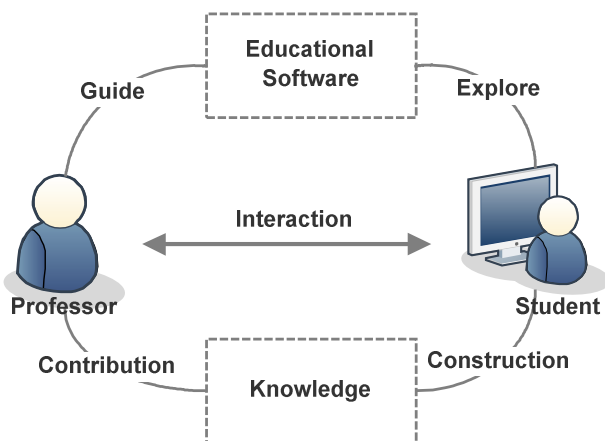 Educational
Software
Guide
Explore
Interaction
Professor
Student
Contribution
Construction
Knowledge